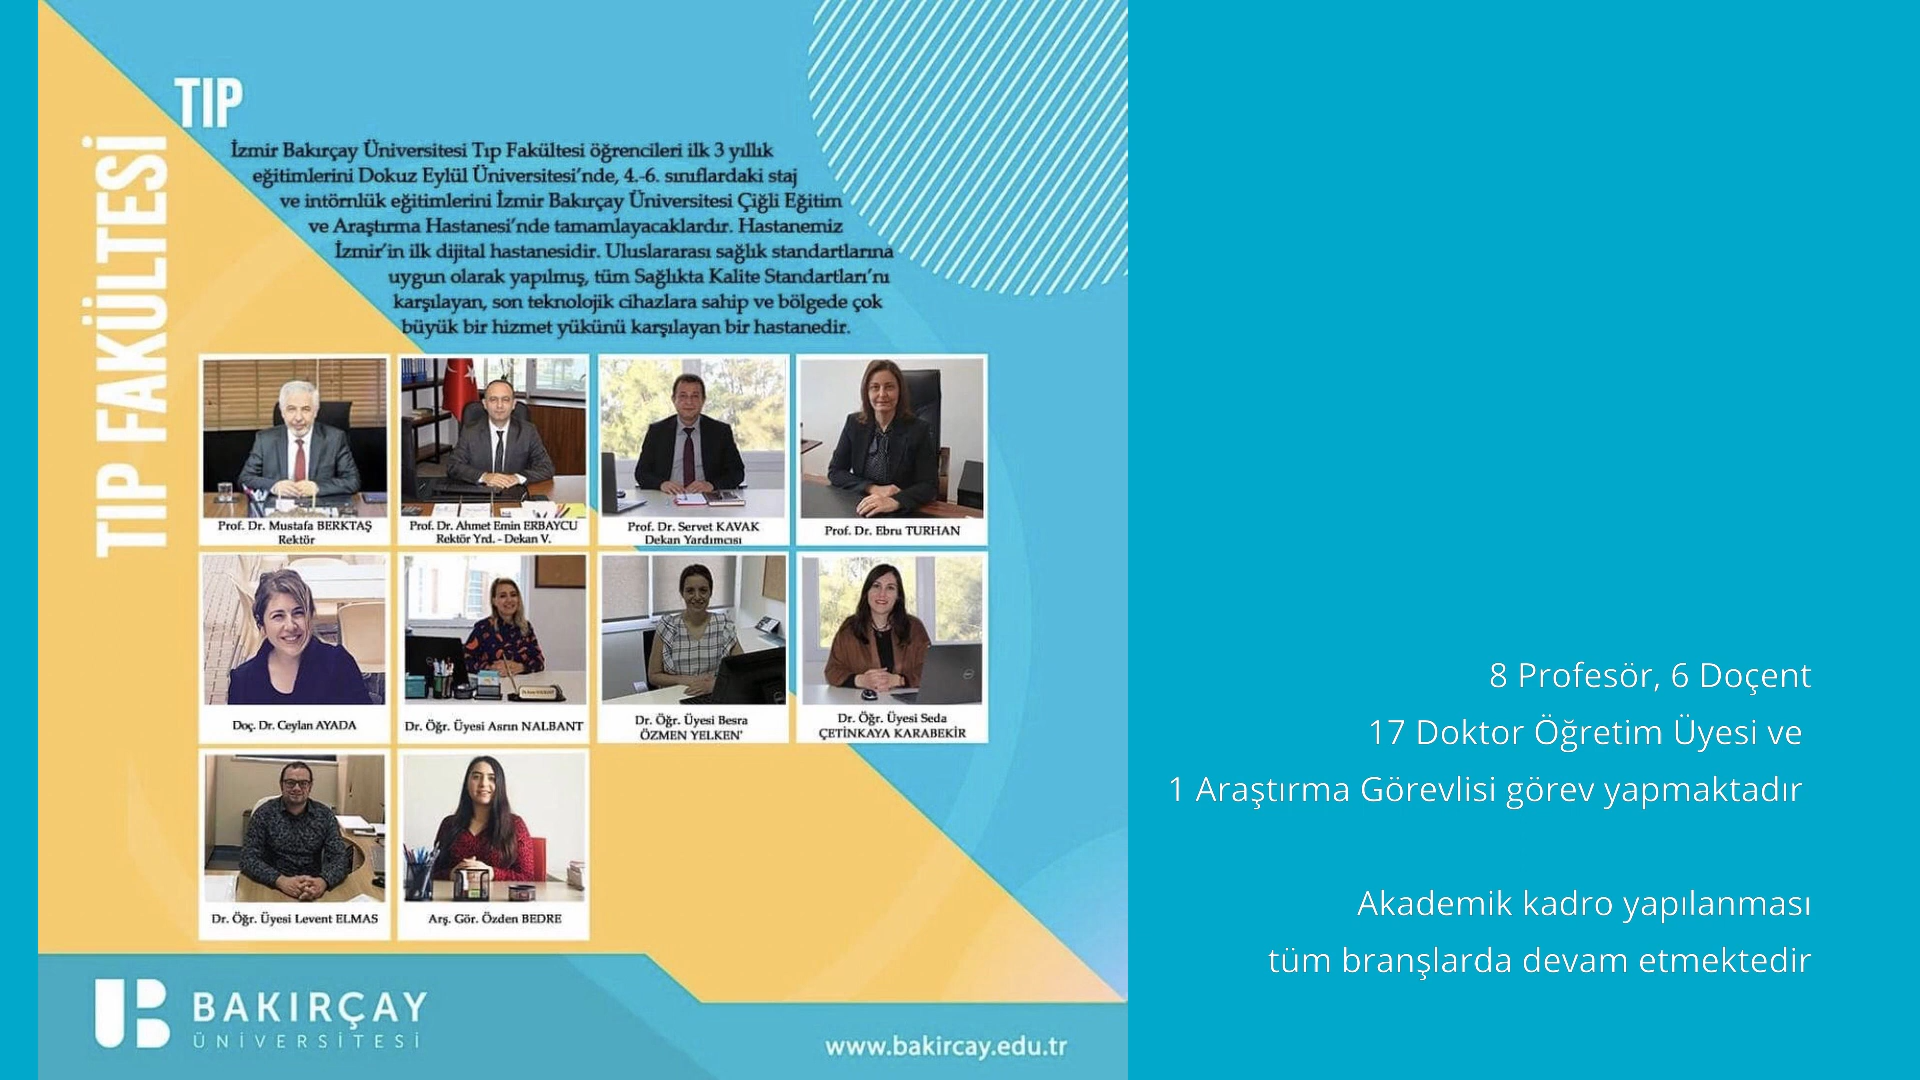 TIP
TIP FAKÜLTESİ
İzmir Bakırçay Üniversitesi Tıp Fakültesi öğrencileri ilk 3 yıllık
eğitimlerini Dokuz Eylül Üniversitesi'nde, 4.-6. sınıflardaki staj
ve intörnlük eğitimlerini İzmir Bakırçay Üniversitesi Çiğli Eğitim
ve Araştırma Hastanesi'nde tamamlayacaklardır. Hastanemiz
İzmir'in ilk dijital hastanesidir. Uluslararası sağlık standartlarına
uygun olarak yapılmış, tüm Sağlıkta Kalite Standartları'nı
karşılayan, son teknolojik cihazlara sahip ve bölgede çok
büyük bir hizmet yükünü karşılayan bir hastanedir.
Prof. Dr. Mustafa BERKTAŞ
Rektör
Prof. Dr. Ahmet Emin ERBAYCU
Rektör Yrd. - Dekan V.
Prof. Dr. Servet KAVAK
Dekan Yardımcısı
Prof. Dr. Ebru TURHAN
Doç. Dr. Ceylan AYADA
Dr. Öğr. Üyesi Asrın NALBANT
Dr. Öğr. Üyesi Besra
ÖZMEN YELKEN'
Dr. Öğr. Üyesi Seda
ÇETİNKAYA KARABEKİR
Dr. Öğr. Üyesi Levent ELMAS
Arş. Gör. Özden BEDRE
BAKIRÇAY
ÜNİVERSİTESİ
www.bakircay.edu.tr
8 Profesör, 6 Doçent
17 Doktor Öğretim Üyesi ve
1 Araştırma Görevlisi görev yapmaktadır
Akademik kadro yapılanması
tüm branşlarda devam etmektedir